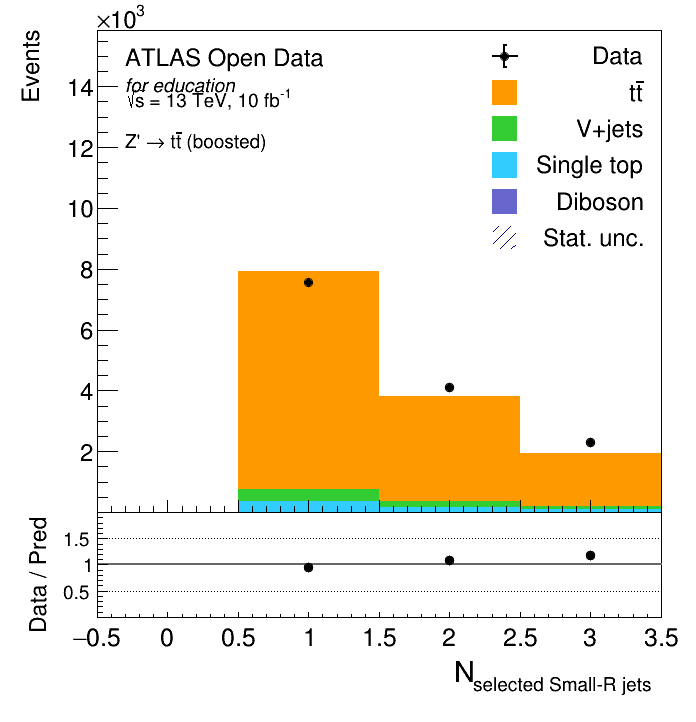 ×10³
Events
ATLAS Open Data
for education
√s = 13 TeV, 10 fb⁻¹
Z' → tt̄ (boosted)
Data
tt̄
V+jets
Single top
Diboson
Stat. unc.
14
12
10
8
6
4
2
Data / Pred
1.5
1
0.5
−0.5 0 0.5 1 1.5 2 2.5 3 3.5
N selected Small-R jets